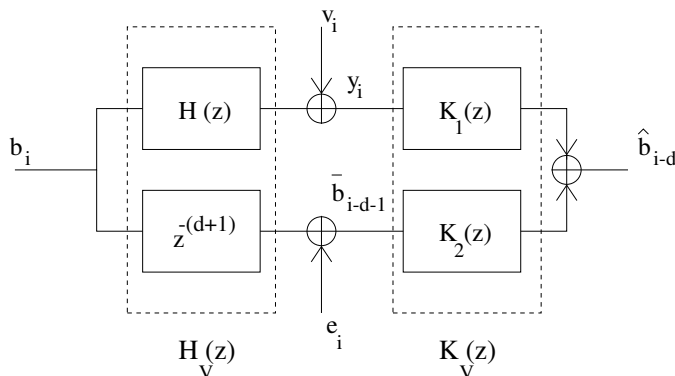 v_i
H(z)
y_i
K_1(z)
b_i
b̂_{i-d}
b̄_{i-d-1}
z^{-(d+1)}
K_2(z)
e_i
H_V(z)
K_V(z)